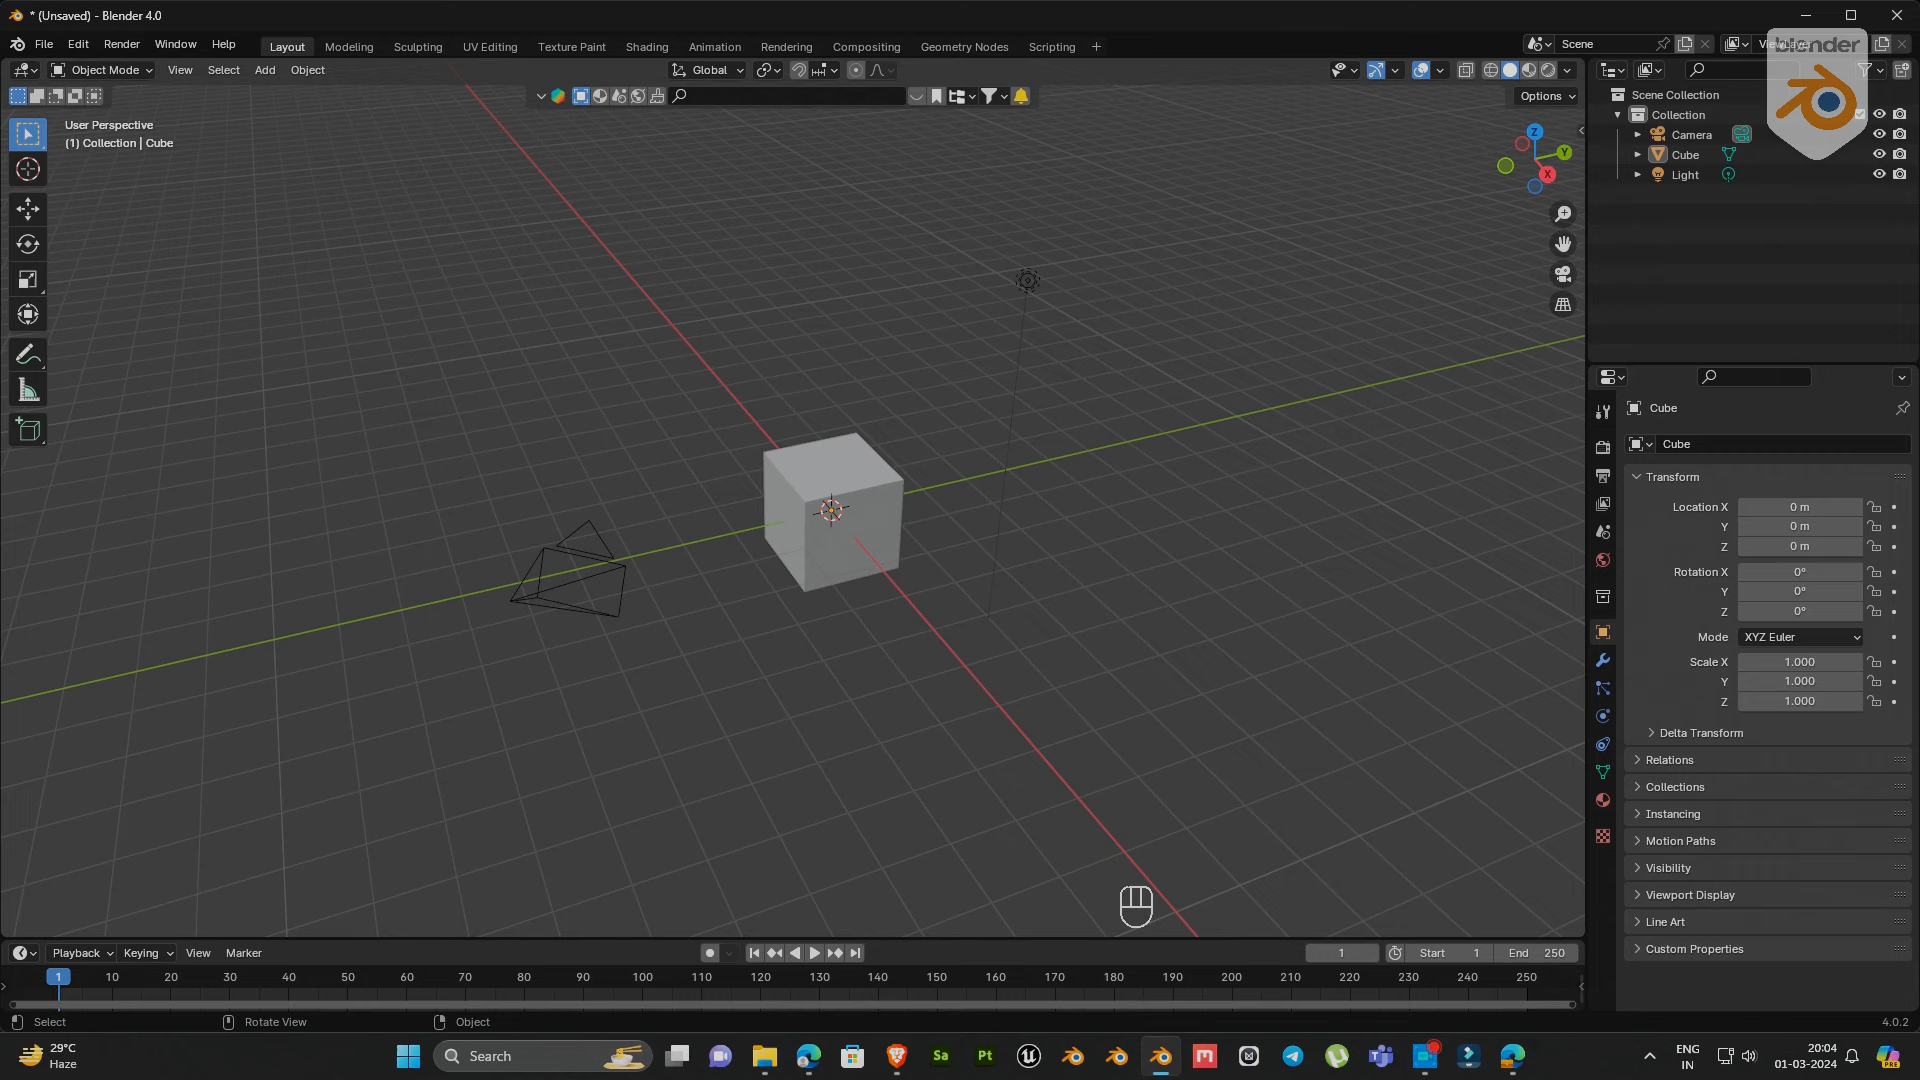 * (Unsaved) - Blender 4.0
File Edit Render Window Help Layout Modeling Sculpting UV Editing Texture Paint Shading Animation Rendering Compositing Geometry Nodes Scripting + Scene
blender
Object Mode View Select Add Object Global
Options
User Perspective
(1) Collection | Cube
Z
Y
X
Scene Collection
Collection
Camera
Cube
Light
Cube
Cube
Transform
Location X 0 m
Y 0 m
Z 0 m
Rotation X 0°
Y 0°
Z 0°
Mode XYZ Euler
Scale X 1.000
Y 1.000
Z 1.000
Delta Transform
Relations
Collections
Instancing
Motion Paths
Visibility
Viewport Display
Line Art
Custom Properties
Playback Keying View Marker 1 Start 1 End 250
1 10 20 30 40 50 60 70 80 90 100 110 120 130 140 150 160 170 180 190 200 210 220 230 240 250
Select Rotate View Object 4.0.2
29°C
Haze
Search
Sa
Pt
ENG
IN
20:04
01-03-2024
PRE